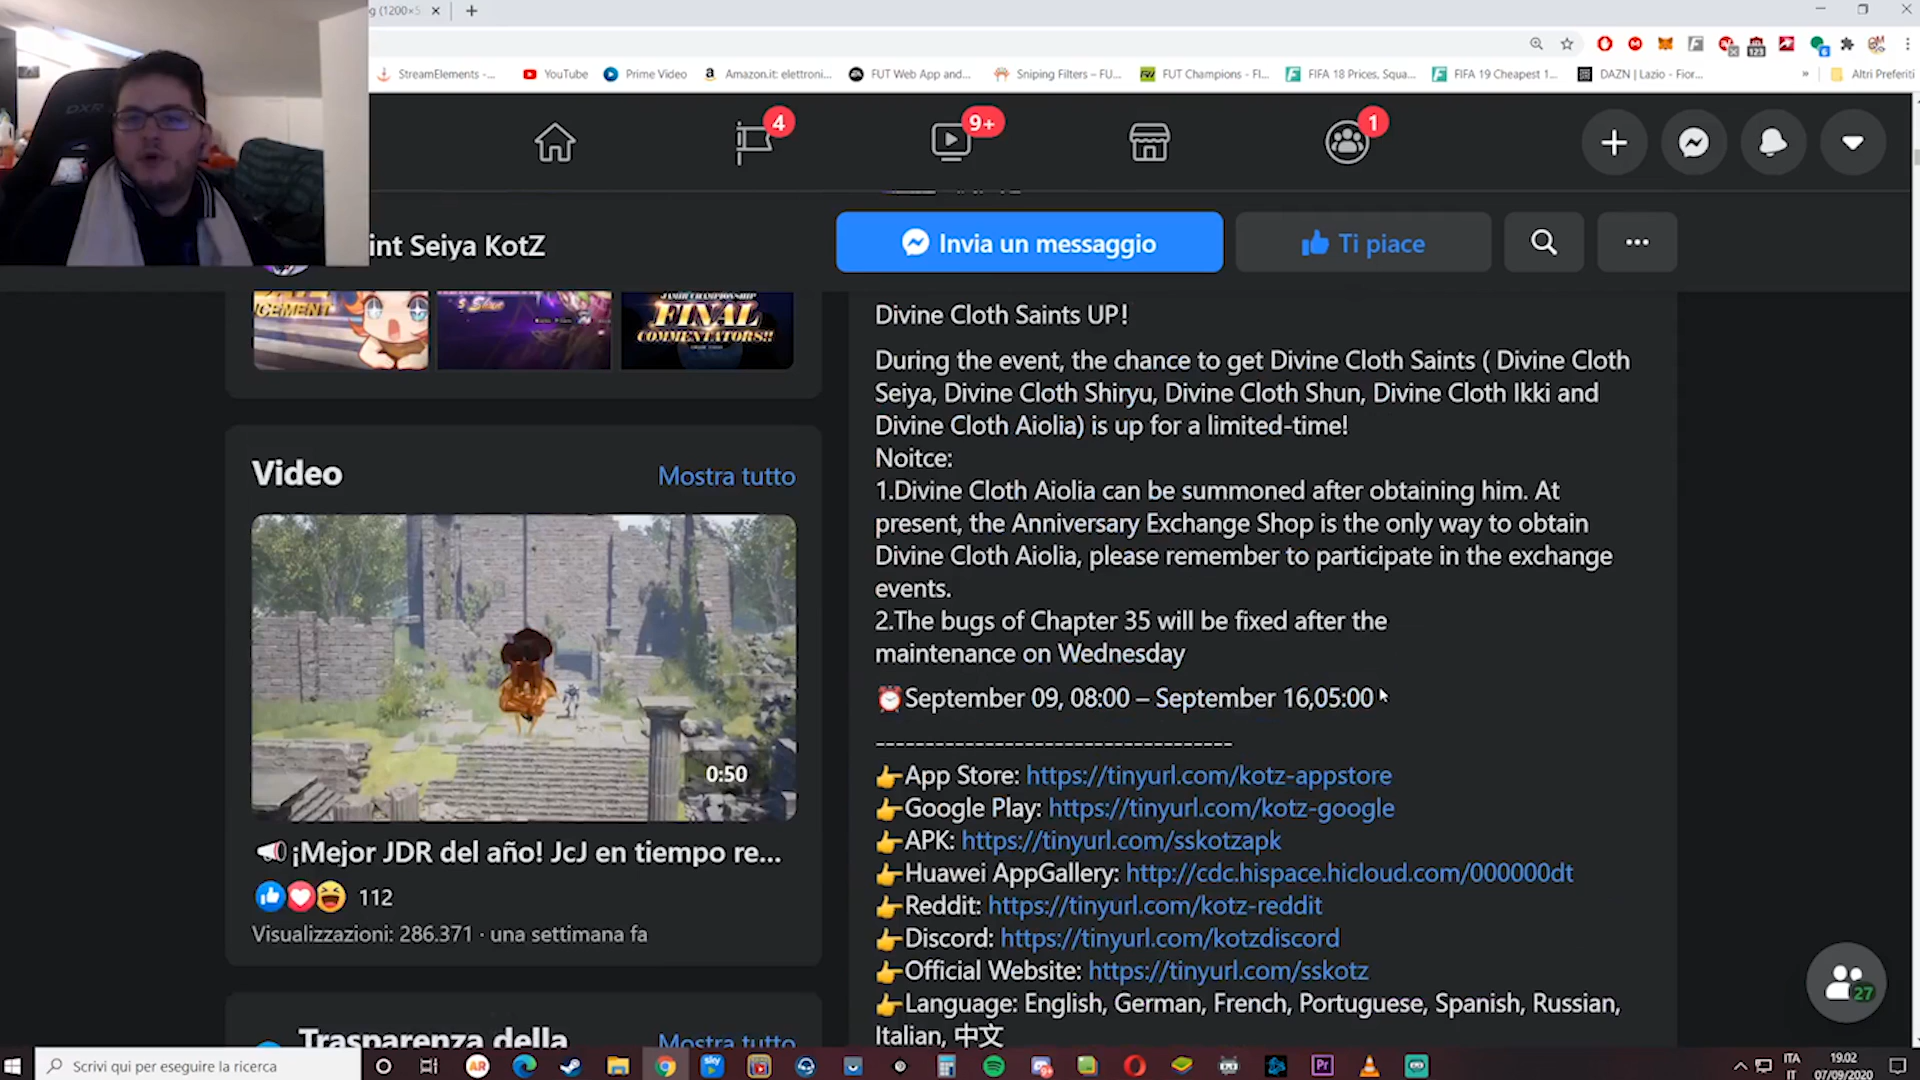 g (1200×5
StreamElements -...
YouTube
Prime Video
Amazon.it: elettroni...
FUT Web App and...
Sniping Filters – FU...
FUT Champions - Fl...
FIFA 18 Prices, Squa...
FIFA 19 Cheapest 1...
DAZN | Lazio - Fior...
Altri Preferiti
DXR
4
9+
1
int Seiya KotZ
Invia un messaggio
Ti piace
CEMENT
Shun
JAMIR CHAMPIONSHIP
FINAL
COMMENTATORS!!
Divine Cloth Saints UP!
During the event, the chance to get Divine Cloth Saints ( Divine Cloth
Seiya, Divine Cloth Shiryu, Divine Cloth Shun, Divine Cloth Ikki and
Divine Cloth Aiolia) is up for a limited-time!
Noitce:
1.Divine Cloth Aiolia can be summoned after obtaining him. At
present, the Anniversary Exchange Shop is the only way to obtain
Divine Cloth Aiolia, please remember to participate in the exchange
events.
2.The bugs of Chapter 35 will be fixed after the
maintenance on Wednesday
⏰September 09, 08:00 – September 16,05:00
------------------------------------
👉App Store: https://tinyurl.com/kotz-appstore
👉Google Play: https://tinyurl.com/kotz-google
👉APK: https://tinyurl.com/sskotzapk
👉Huawei AppGallery: http://cdc.hispace.hicloud.com/000000dt
👉Reddit: https://tinyurl.com/kotz-reddit
👉Discord: https://tinyurl.com/kotzdiscord
👉Official Website: https://tinyurl.com/sskotz
👉Language: English, German, French, Portuguese, Spanish, Russian,
Italian, 中文
Video
Mostra tutto
0:50
📢¡Mejor JDR del año! JcJ en tiempo re...
112
Visualizzazioni: 286.371 · una settimana fa
Trasparenza della
Mostra tutto
27
Scrivi qui per eseguire la ricerca
ITA
IT
19.02
07/09/2020